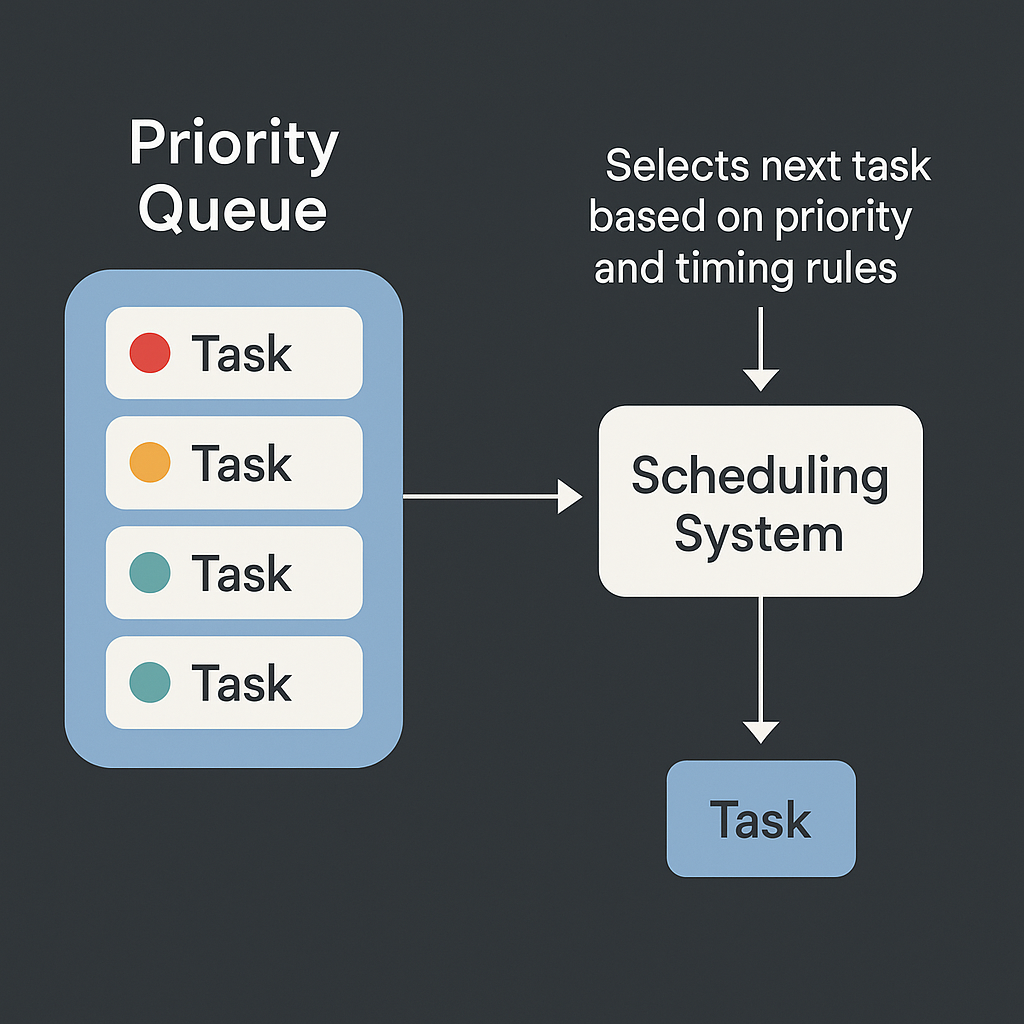 Priority
Queue
Task
Task
Task
Task
Selects next task
based on priority
and timing rules
Scheduling
System
Task